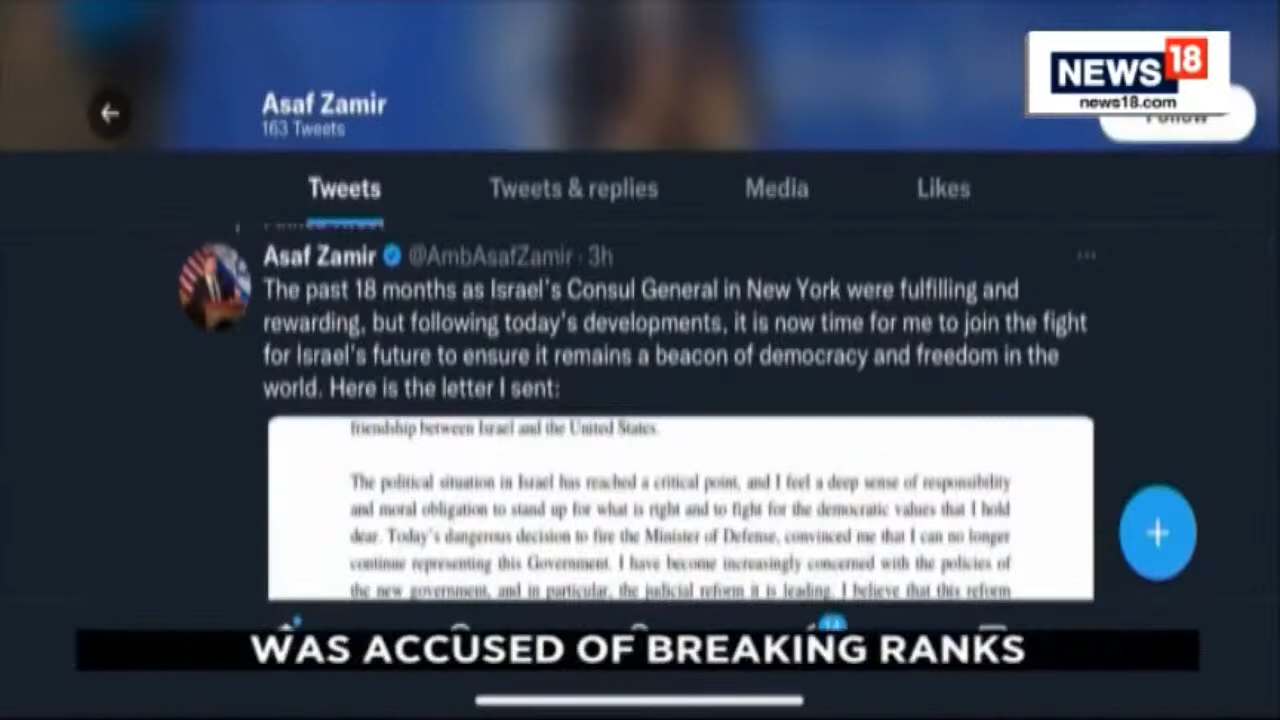 NEWS 18
news18.com
Asaf Zamir
163 Tweets
Follow
Tweets Tweets & replies Media Likes
Asaf Zamir @AmbAsafZamir · 3h
The past 18 months as Israel's Consul General in New York were fulfilling and
rewarding, but following today's developments, it is now time for me to join the fight
for Israel's future to ensure it remains a beacon of democracy and freedom in the
world. Here is the letter I sent:
friendship between Israel and the United States.
The political situation in Israel has reached a critical point, and I feel a deep sense of responsibility
and moral obligation to stand up for what is right and to fight for the democratic values that I hold
dear. Today's dangerous decision to fire the Minister of Defense, convinced me that I can no longer
continue representing this Government. I have become increasingly concerned with the policies of
the new government, and in particular, the judicial reform it is leading. I believe that this reform
14
WAS ACCUSED OF BREAKING RANKS